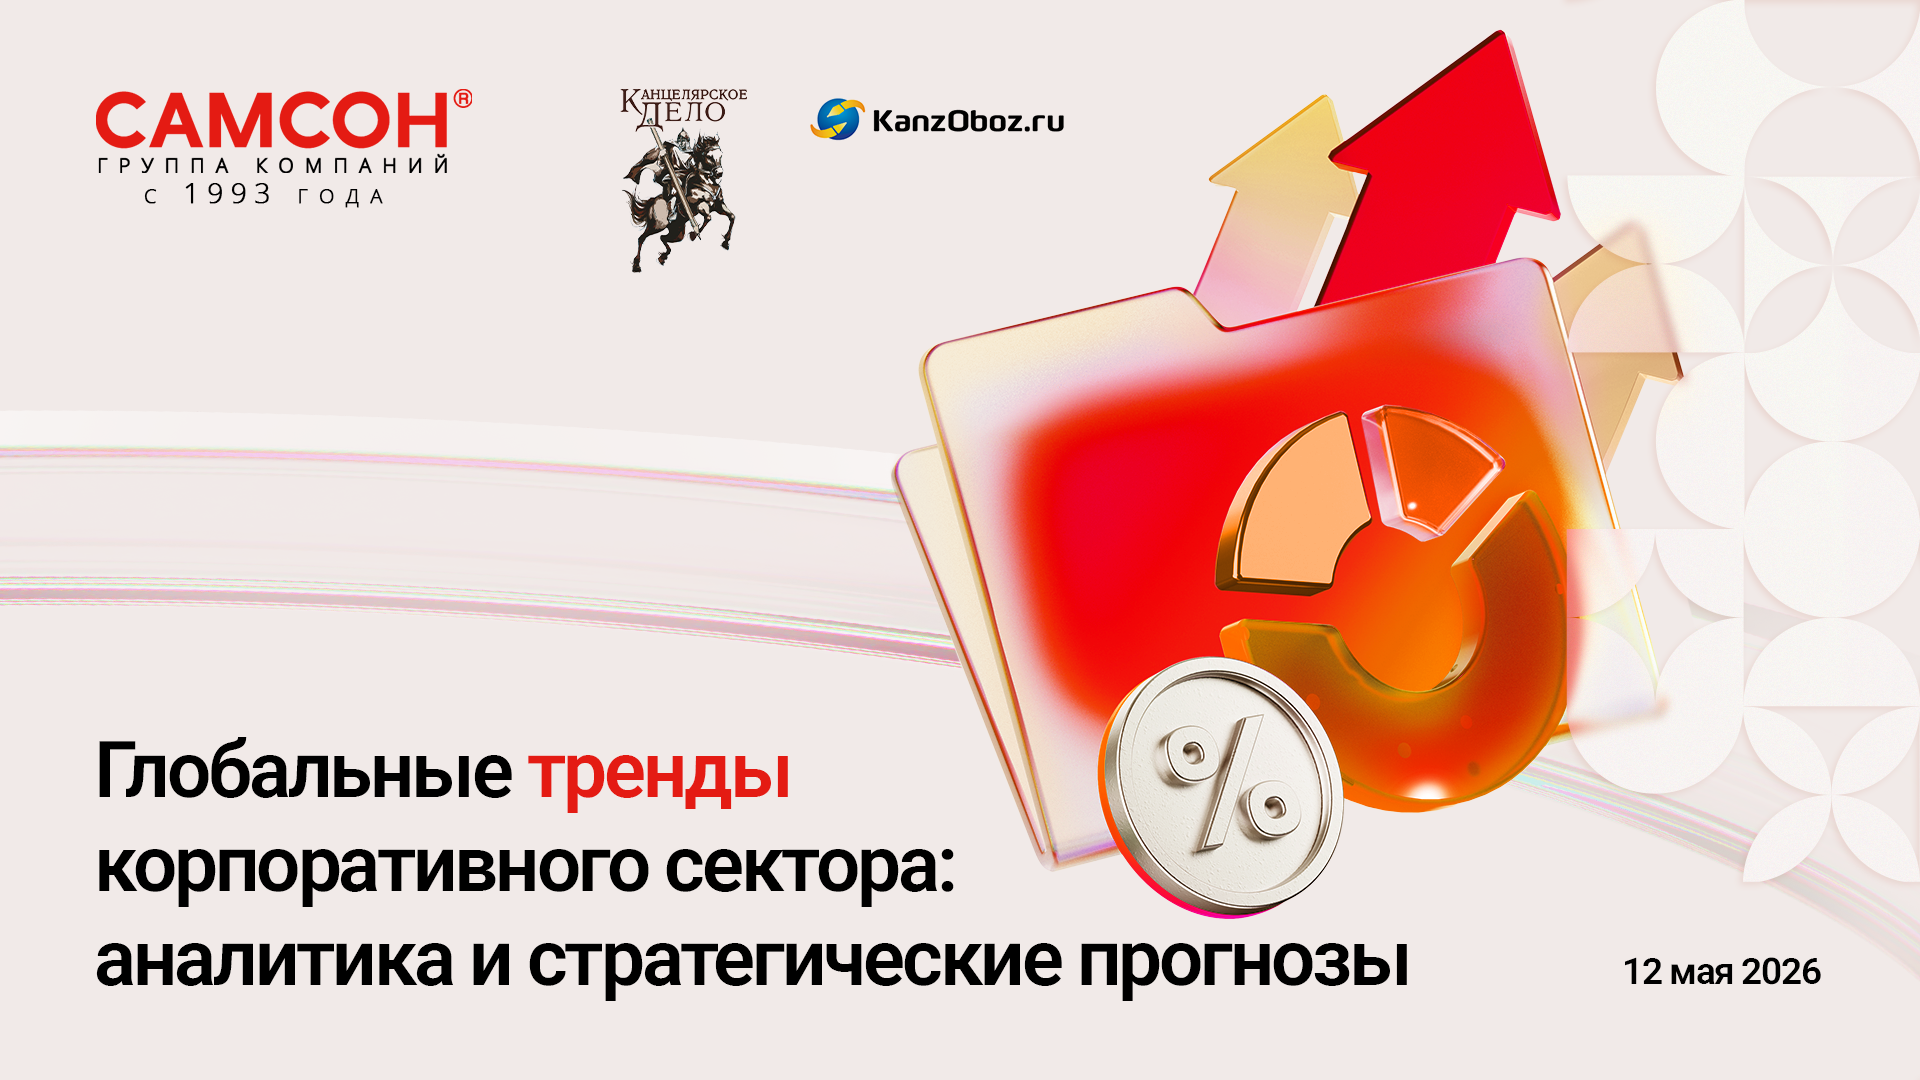 САМСОН®
ГРУППА КОМПАНИЙ
С 1993 ГОДА
КАНЦЕЛЯРСКОЕ
ДЕЛО
KanzOboz.ru
%
Глобальные тренды
корпоративного сектора:
аналитика и стратегические прогнозы
12 мая 2026